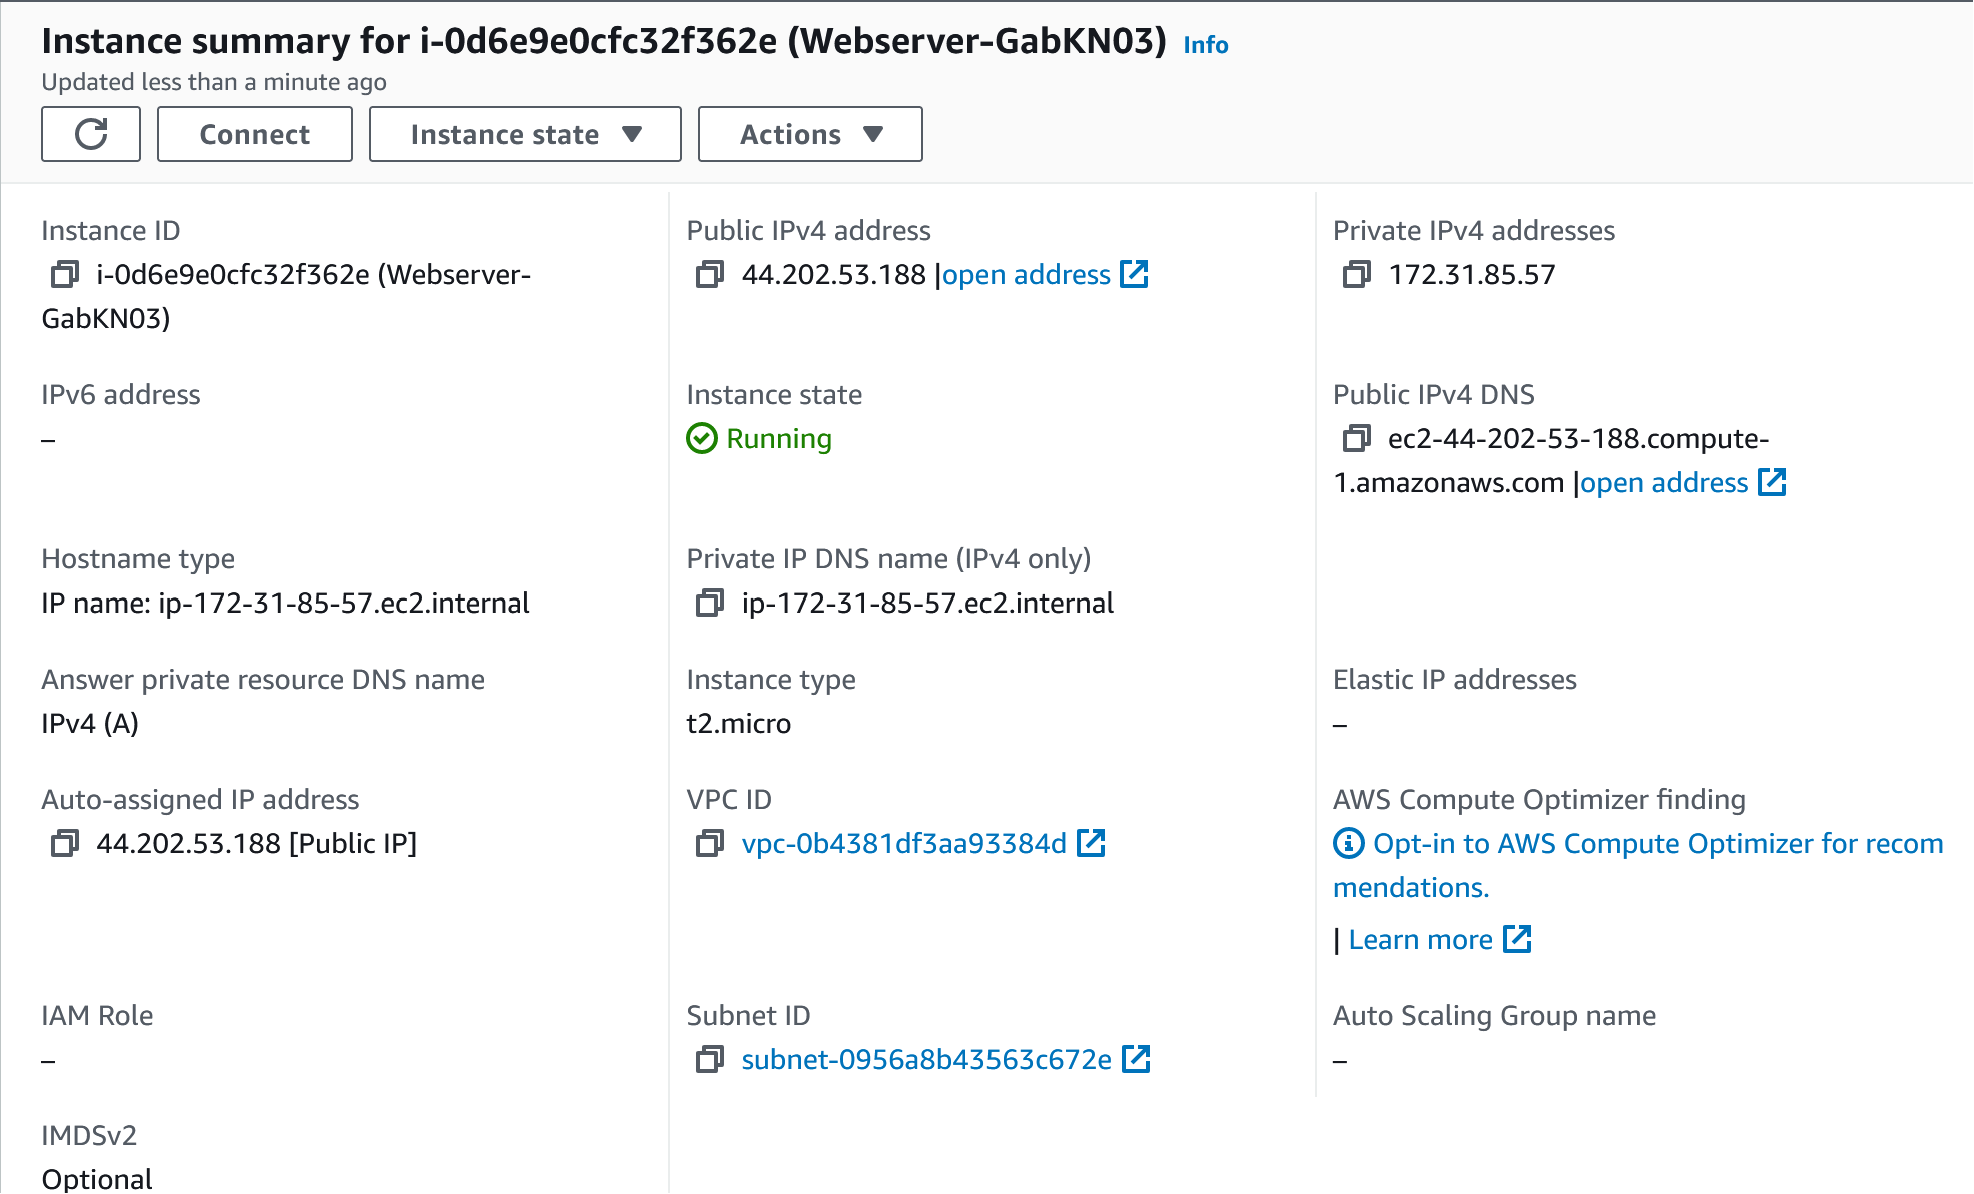 Instance summary for i-0d6e9e0cfc32f362e (Webserver-GabKN03) Info
Updated less than a minute ago
Connect
Instance state
Actions
Instance ID
i-0d6e9e0cfc32f362e (Webserver-
GabKN03)
Public IPv4 address
44.202.53.188 |open address
Private IPv4 addresses
172.31.85.57
IPv6 address
–
Instance state
Running
Public IPv4 DNS
ec2-44-202-53-188.compute-
1.amazonaws.com |open address
Hostname type
IP name: ip-172-31-85-57.ec2.internal
Private IP DNS name (IPv4 only)
ip-172-31-85-57.ec2.internal
Answer private resource DNS name
IPv4 (A)
Instance type
t2.micro
Elastic IP addresses
–
Auto-assigned IP address
44.202.53.188 [Public IP]
VPC ID
vpc-0b4381df3aa93384d
AWS Compute Optimizer finding
Opt-in to AWS Compute Optimizer for recom
mendations.
| Learn more
IAM Role
–
Subnet ID
subnet-0956a8b43563c672e
Auto Scaling Group name
–
IMDSv2
Optional